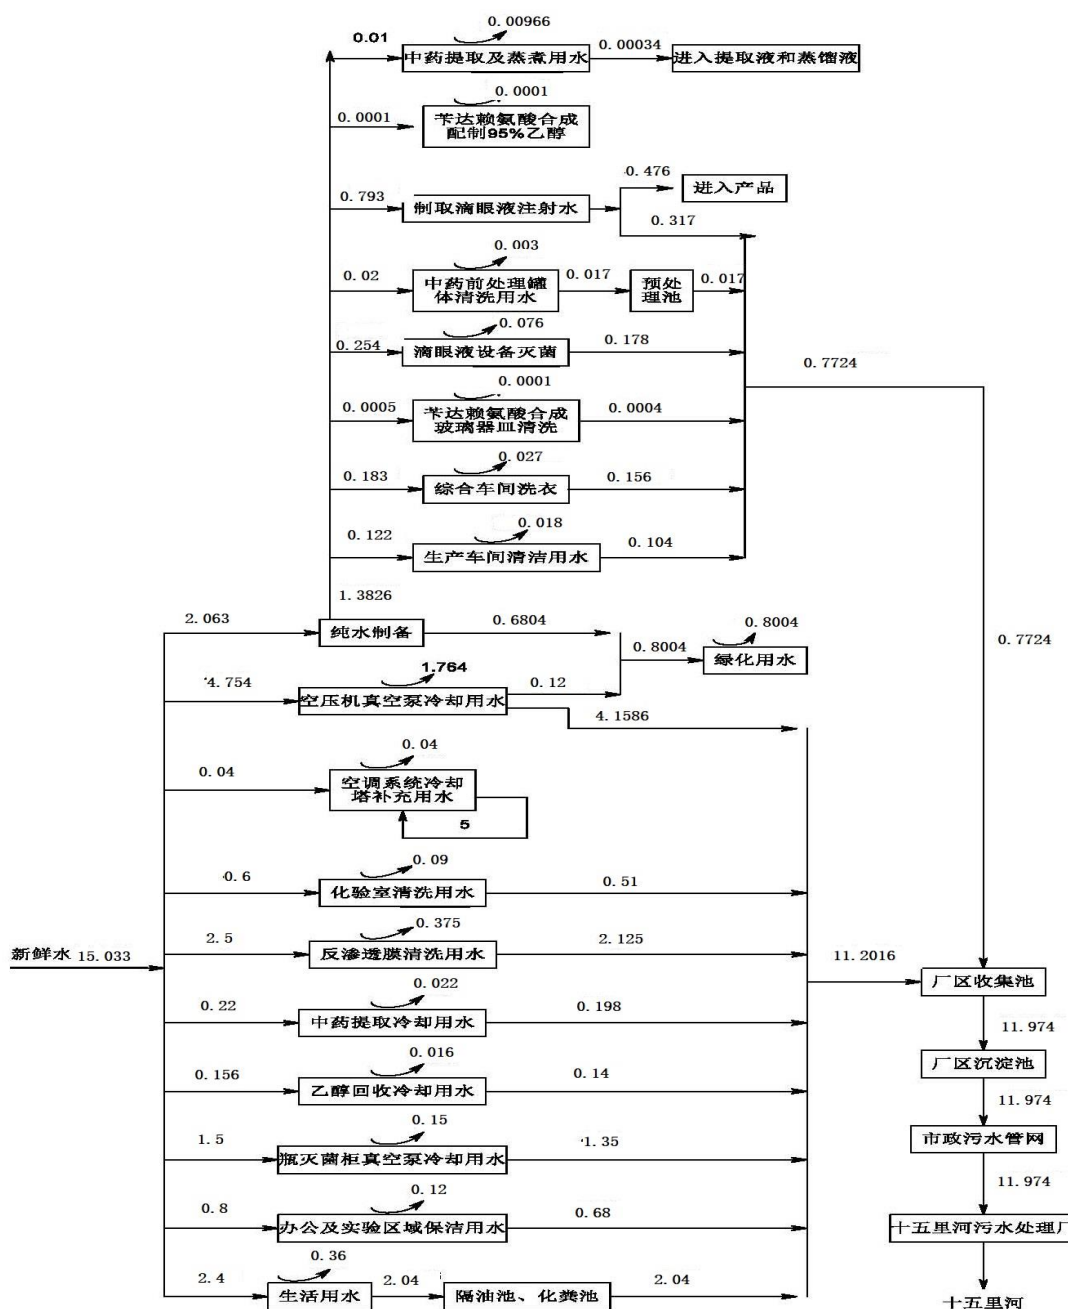 0. 00966
0.01
中药提取及蒸煮用水
0. 00034
进入提取液和蒸馏液
0. 0001
0. 0001
苄达赖氨酸合成
配制95%乙醇
0. 793
制取滴眼液注射水
0. 476
进入产品
0. 317
0. 003
0. 02
中药前处理罐
体清洗用水
0. 017
预处
理池
0. 017
0. 076
0. 254
滴眼液设备灭菌
0. 178
0. 7724
0. 0001
0. 0005
苄达赖氨酸合成
玻璃器皿清洗
0. 0004
0. 027
0. 183
综合车间洗衣
0. 156
0. 018
0. 122
生产车间清洁用水
0. 104
1. 3826
2. 063
纯水制备
0. 6804
0. 8004
0. 8004
绿化用水
0. 7724
1.764
4. 754
空压机真空泵冷却用水
0. 12
4. 1586
0. 04
0. 04
空调系统冷却
塔补充用水
5
0. 09
0. 6
化验室清洗用水
0. 51
0. 375
新鲜水 15. 033
2. 5
反渗透膜清洗用水
2. 125
11. 2016
厂区收集池
0. 022
0. 22
中药提取冷却用水
0. 198
11. 974
0. 016
0. 156
乙醇回收冷却用水
0. 14
厂区沉淀池
11. 974
0. 15
1. 5
瓶灭菌柜真空泵冷却用水
1. 35
市政污水管网
11. 974
0. 12
0. 8
办公及实验区域保洁用水
0. 68
十五里河污水处理厂
0. 36
2. 4
生活用水
2. 04
隔油池、化粪池
2. 04
十五里河